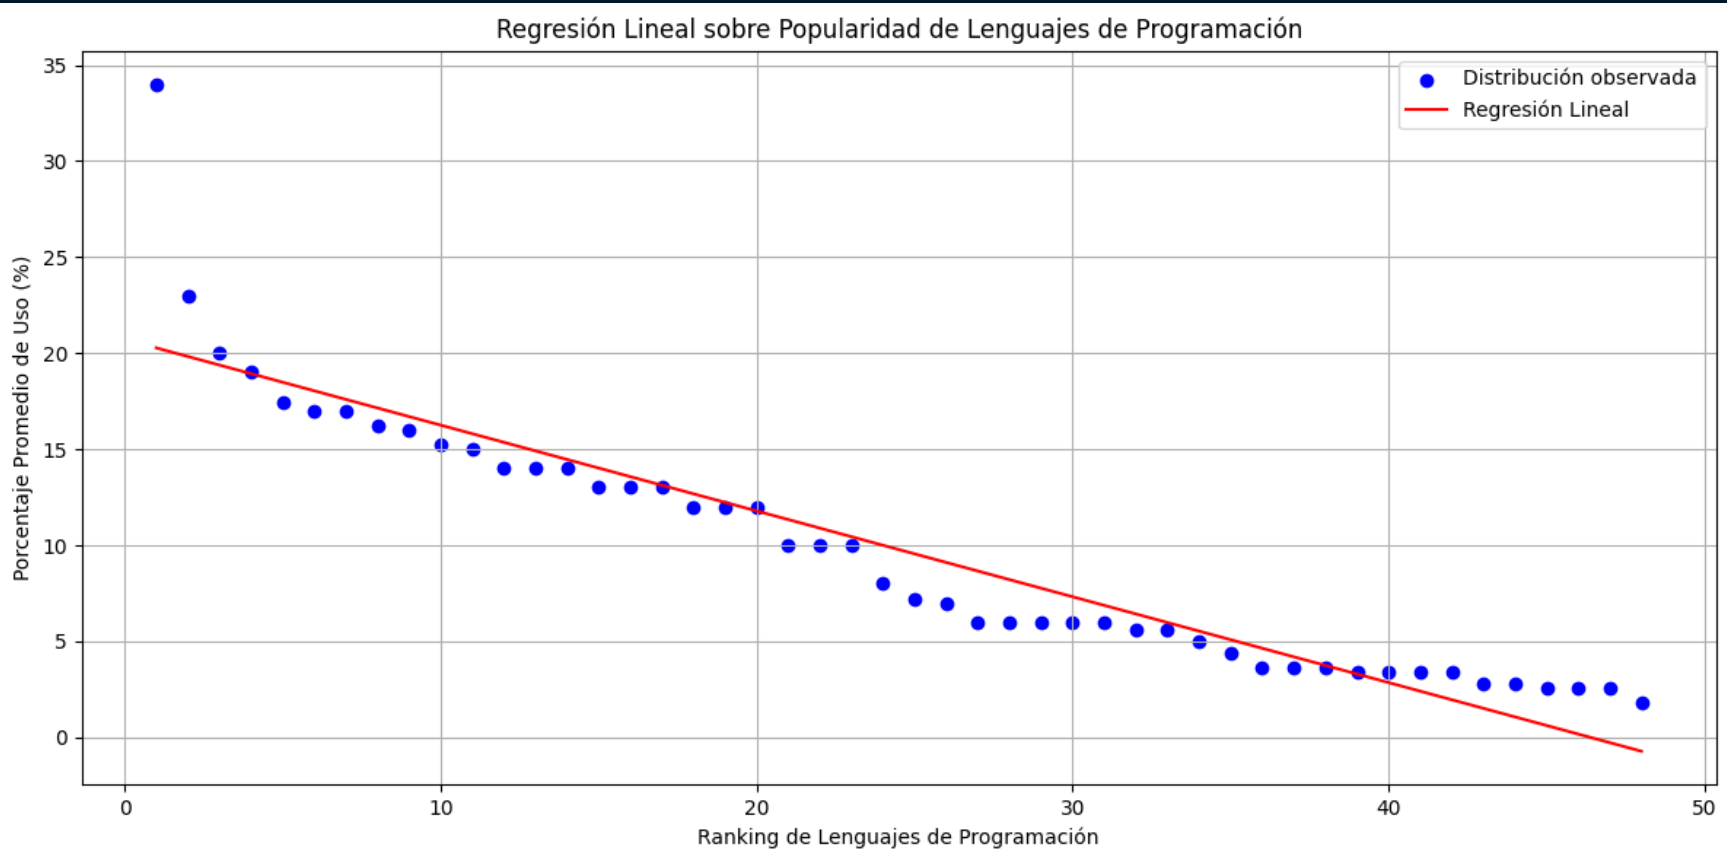 Regresión Lineal sobre Popularidad de Lenguajes de Programación
Distribución observada
Regresión Lineal
Porcentaje Promedio de Uso (%)
35
30
25
20
15
10
5
0
0 10 20 30 40 50
Ranking de Lenguajes de Programación